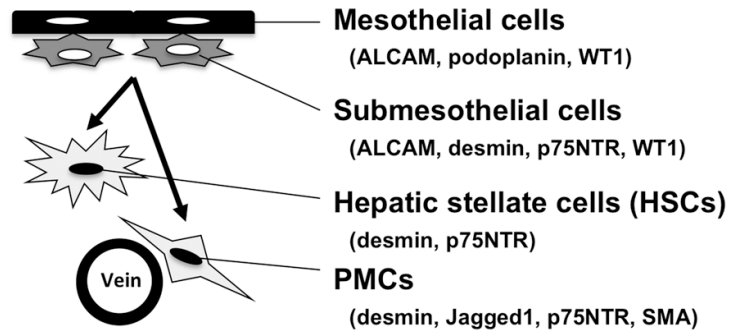 Mesothelial cells
(ALCAM, podoplanin, WT1)
Submesothelial cells
(ALCAM, desmin, p75NTR, WT1)
Hepatic stellate cells (HSCs)
(desmin, p75NTR)
PMCs
(desmin, Jagged1, p75NTR, SMA)
Vein